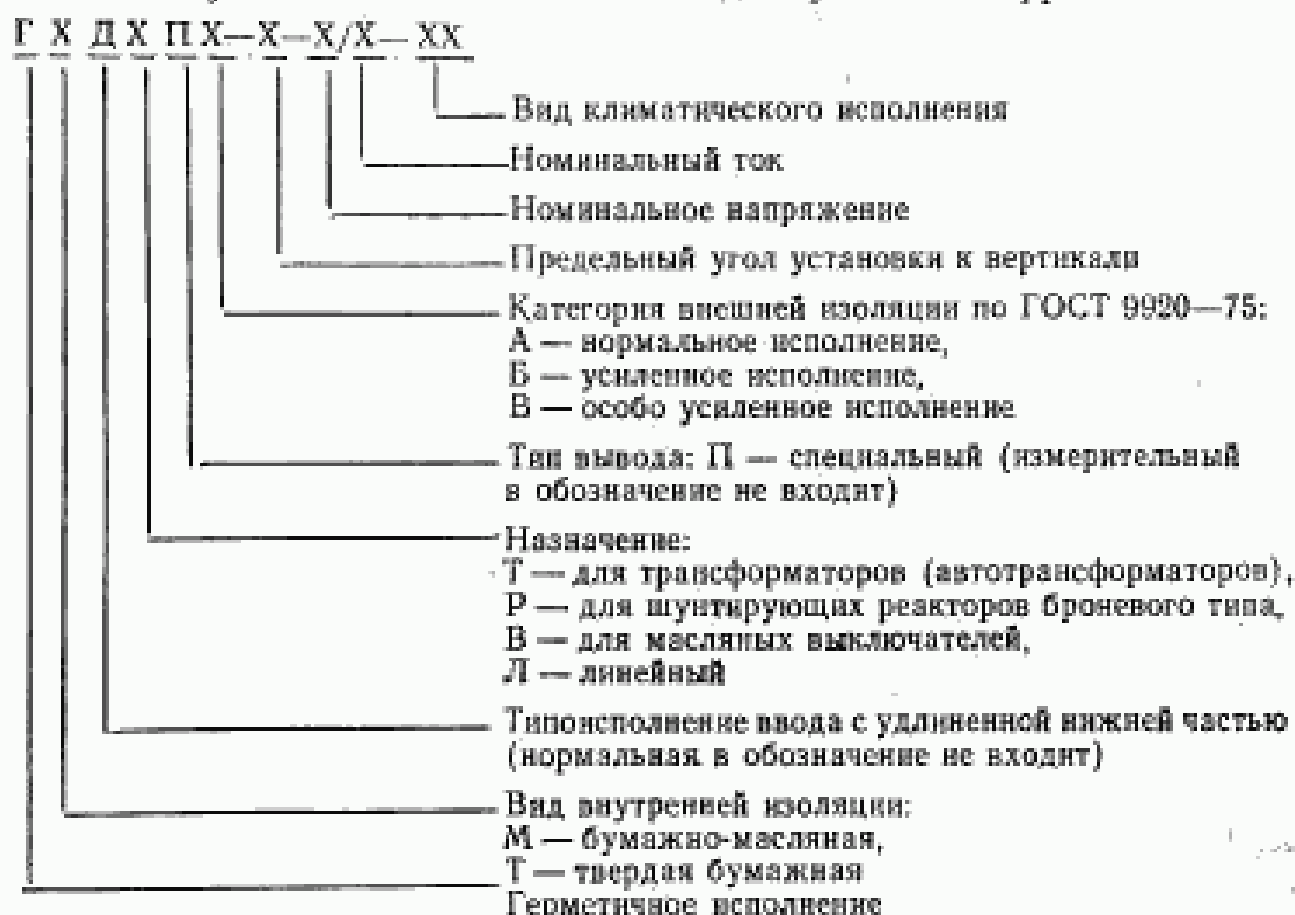 Г Х Д Х П Х—Х—Х/Х— ХХ
Вид климатического исполнения
Номинальный ток
Номинальное напряжение
Предельный угол установки к вертикали
Категория внешней изоляции по ГОСТ 9920—75:
А — нормальное исполнение,
Б — усиленное исполнение,
В — особо усиленное исполнение
Тип вывода: П — специальный (измерительный
в обозначение не входит)
Назначение:
Т — для трансформаторов (автотрансформаторов),
Р — для шунтирующих реакторов броневого типа,
В — для масляных выключателей,
Л — линейный
Типоисполнение ввода с удлиненной нижней частью
(нормальная в обозначение не входит)
Вид внутренней изоляции:
М — бумажно-масляная,
Т — твердая бумажная
Герметичное исполнение